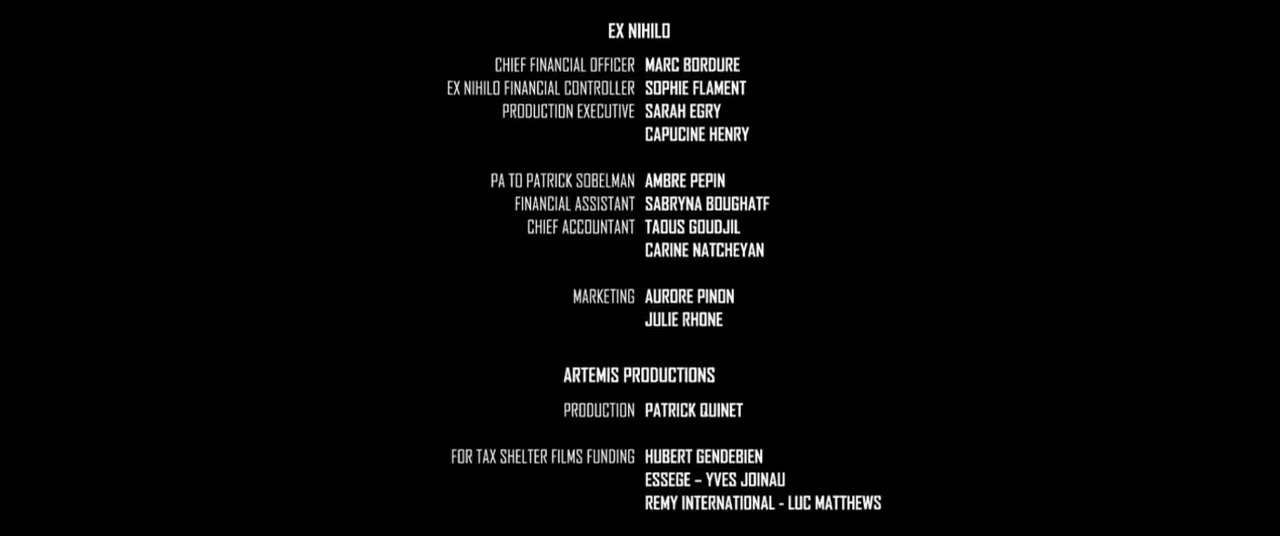 EX NIHILO
CHIEF FINANCIAL OFFICER MARC BORDURE
EX NIHILO FINANCIAL CONTROLLER SOPHIE FLAMENT
PRODUCTION EXECUTIVE SARAH EGRY
CAPUCINE HENRY
PA TO PATRICK SOBELMAN AMBRE PEPIN
FINANCIAL ASSISTANT SABRYNA BOUGHATF
CHIEF ACCOUNTANT TAOUS GOUDJIL
CARINE NATCHEYAN
MARKETING AURORE PINON
JULIE RHONE
ARTEMIS PRODUCTIONS
PRODUCTION PATRICK QUINET
FOR TAX SHELTER FILMS FUNDING HUBERT GENDEBIEN
ESSEGE – YVES JOINAU
REMY INTERNATIONAL - LUC MATTHEWS